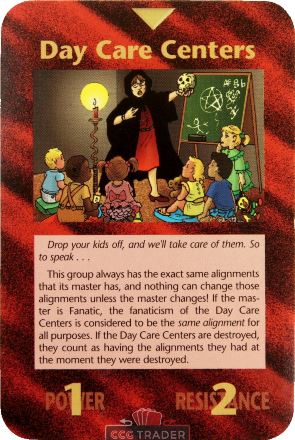 Day Care Centers
AF Bb
Drop your kids off, and we'll take care of them. So
to speak . . .
This group always has the exact same alignments
that its master has, and nothing can change those
alignments unless the master changes! If the mas-
ter is Fanatic, the fanaticism of the Day Care
Centers is considered to be the same alignment for
all purposes. If the Day Care Centers are destroyed,
they count as having the alignments they had at
the moment they were destroyed.
POWER 1 RESISTANCE 2
CCG TRADER